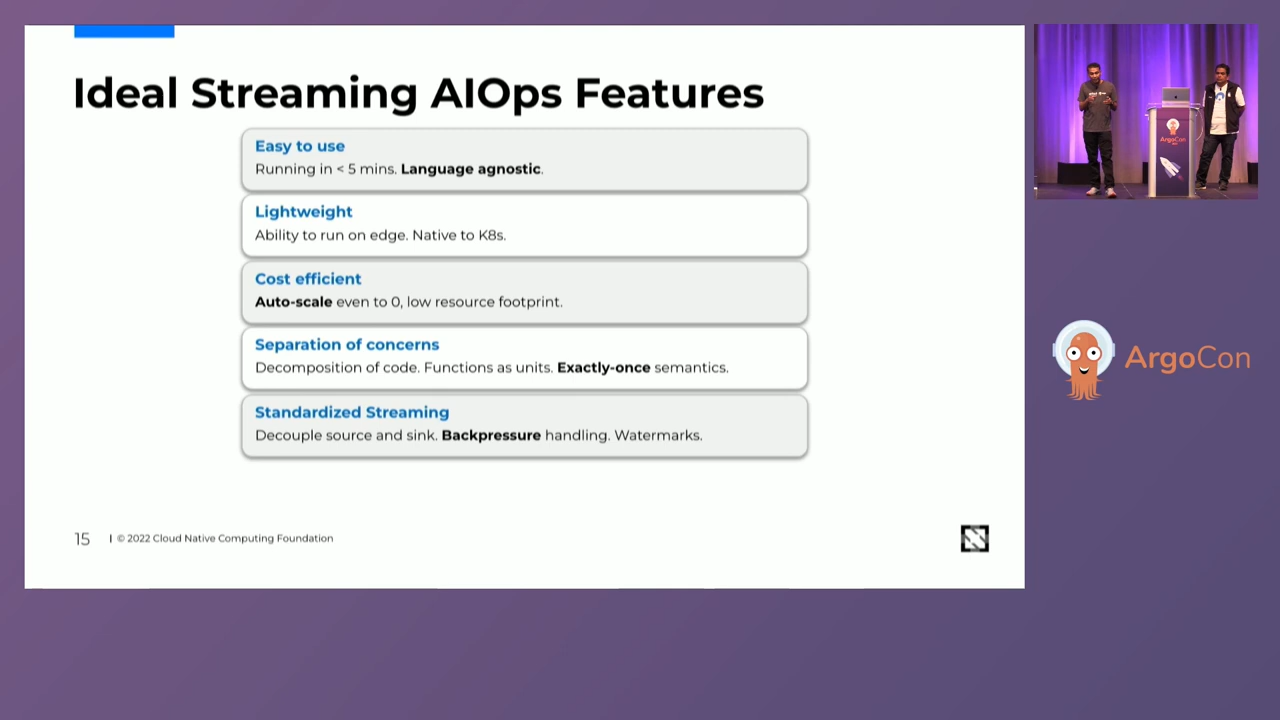 Ideal Streaming AIOps Features
Easy to use
Running in < 5 mins. Language agnostic.
Lightweight
Ability to run on edge. Native to K8s.
Cost efficient
Auto-scale even to 0, low resource footprint.
Separation of concerns
Decomposition of code. Functions as units. Exactly-once semantics.
Standardized Streaming
Decouple source and sink. Backpressure handling. Watermarks.
15 | © 2022 Cloud Native Computing Foundation
ArgoCon
ArgoCon